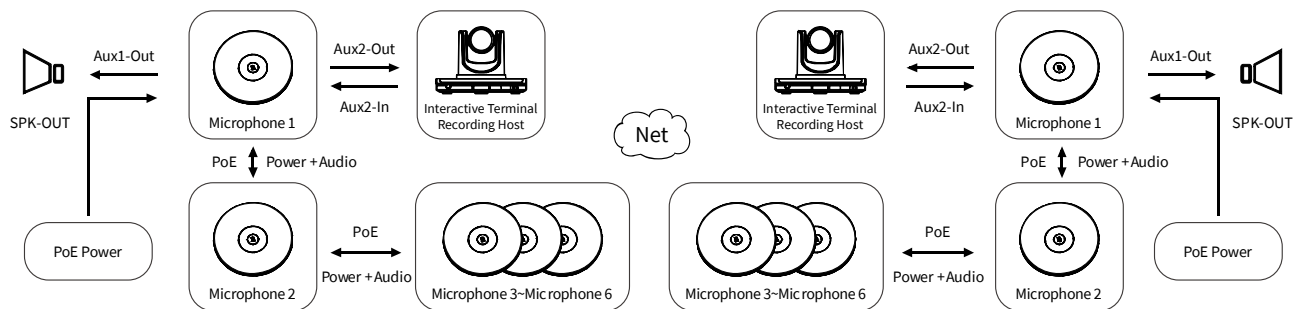 Aux1-Out
SPK-OUT
PoE Power
Microphone 1
Aux2-Out
Aux2-In
Interactive Terminal
Recording Host
PoE Power +Audio
Microphone 2
PoE
Power +Audio
Microphone 3~Microphone 6
Net
Interactive Terminal
Recording Host
Aux2-Out
Aux2-In
Microphone 1
Aux1-Out
SPK-OUT
PoE Power +Audio
Microphone 3~Microphone 6
PoE
Power +Audio
Microphone 2
PoE Power